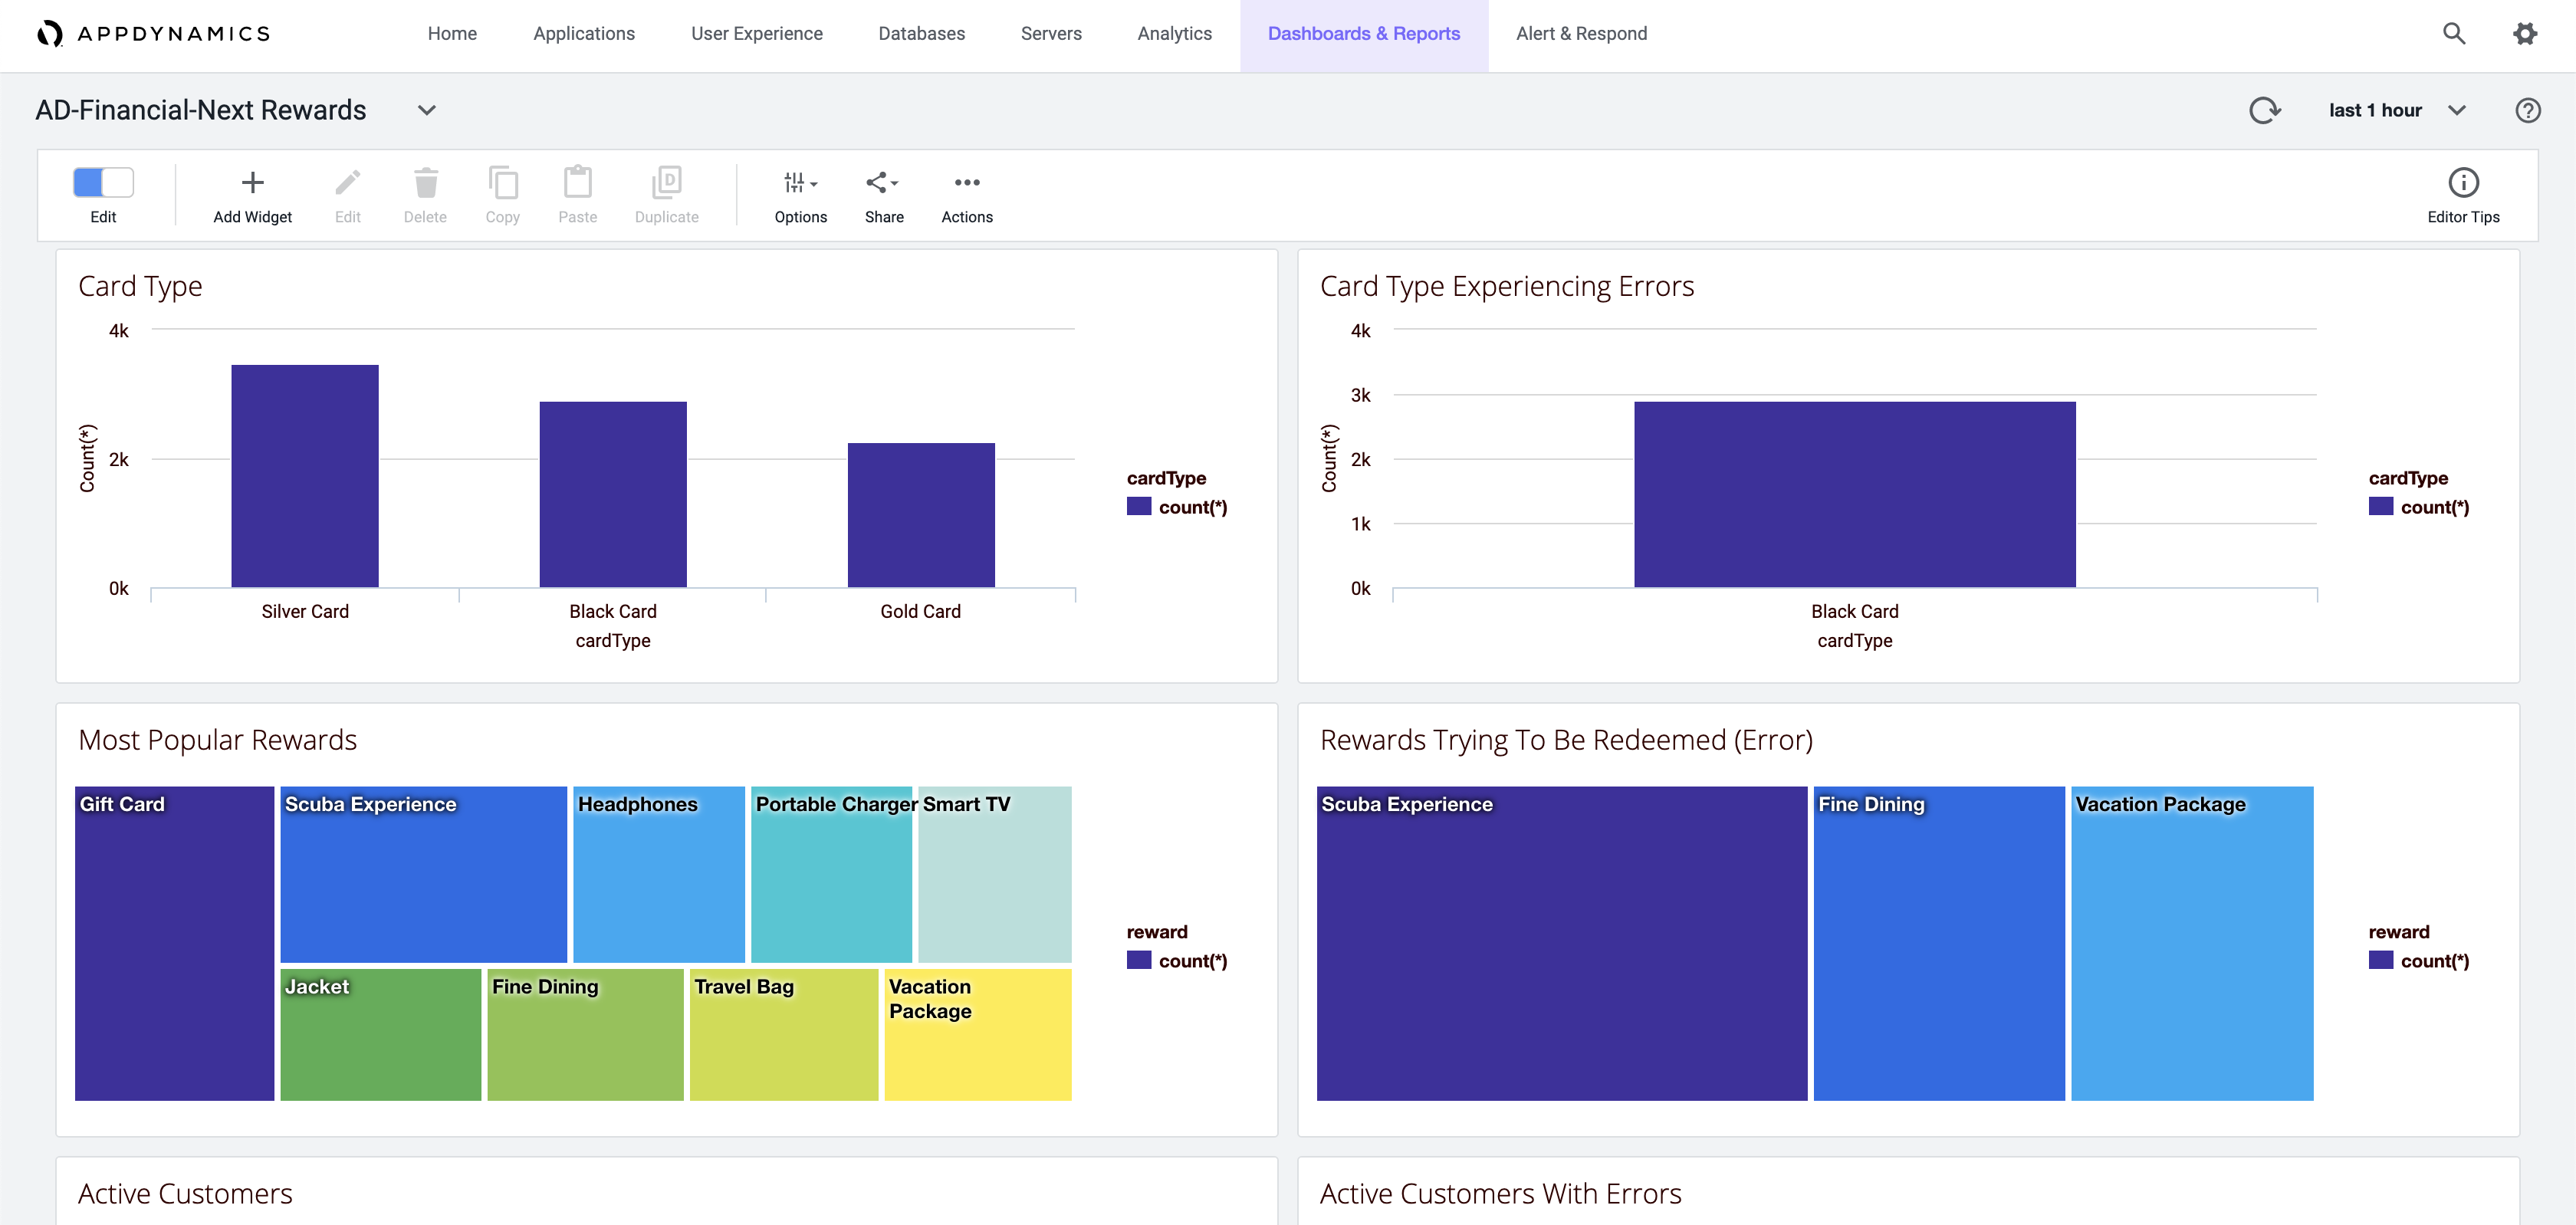 APPDYNAMICS
Home Applications User Experience Databases Servers Analytics Dashboards & Reports Alert & Respond
AD-Financial-Next Rewards
last 1 hour
Edit Add Widget Edit Delete Copy Paste Duplicate Options Share Actions Editor Tips
Card Type
4k
2k
0k
Count(*)
Silver Card Black Card Gold Card
cardType
cardType
count(*)
Card Type Experiencing Errors
4k
3k
2k
1k
0k
Count(*)
Black Card
cardType
cardType
count(*)
Most Popular Rewards
Gift Card Scuba Experience Headphones Portable Charger Smart TV
Jacket Fine Dining Travel Bag Vacation
Package
reward
count(*)
Rewards Trying To Be Redeemed (Error)
Scuba Experience Fine Dining Vacation Package
reward
count(*)
Active Customers
Active Customers With Errors